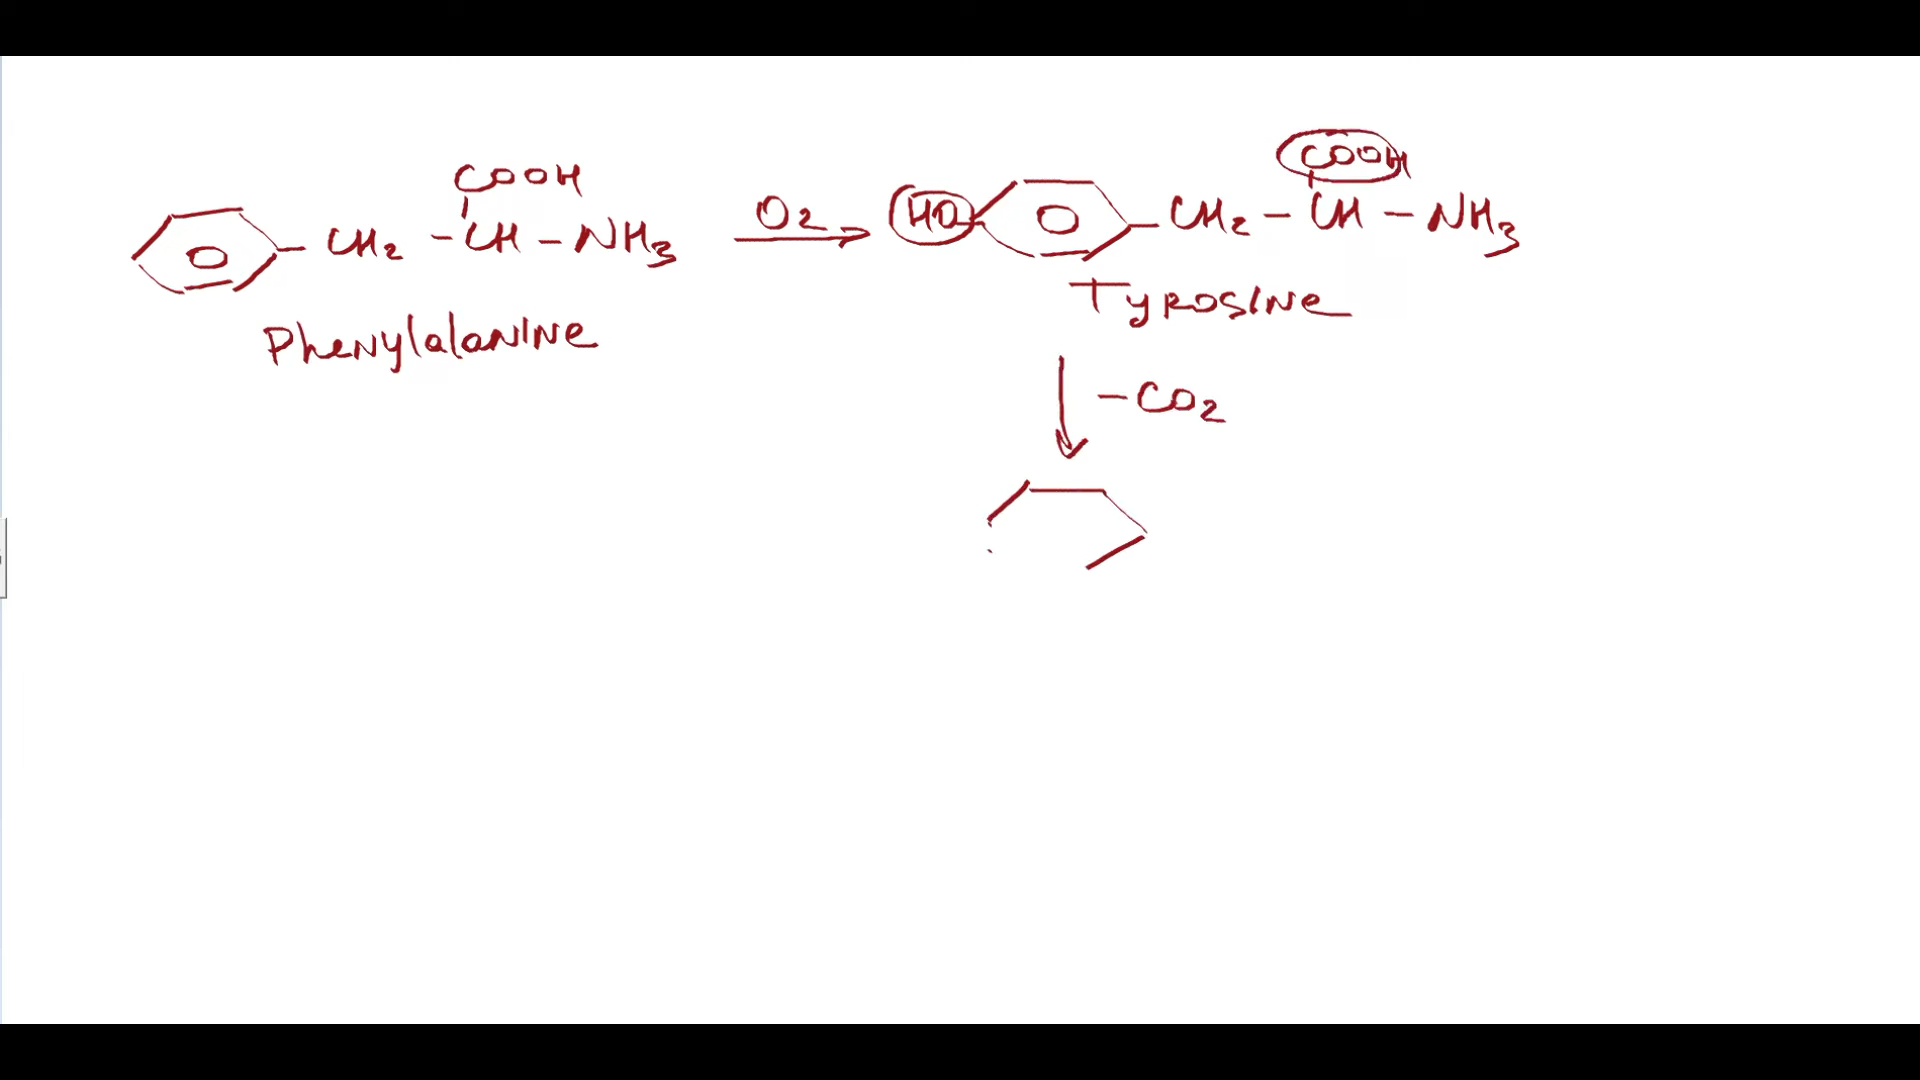 COOH
CH2 - CH - NH3
Phenylalanine
O2
COOH
HO - CH2 - CH - NH3
Tyrosine
- CO2